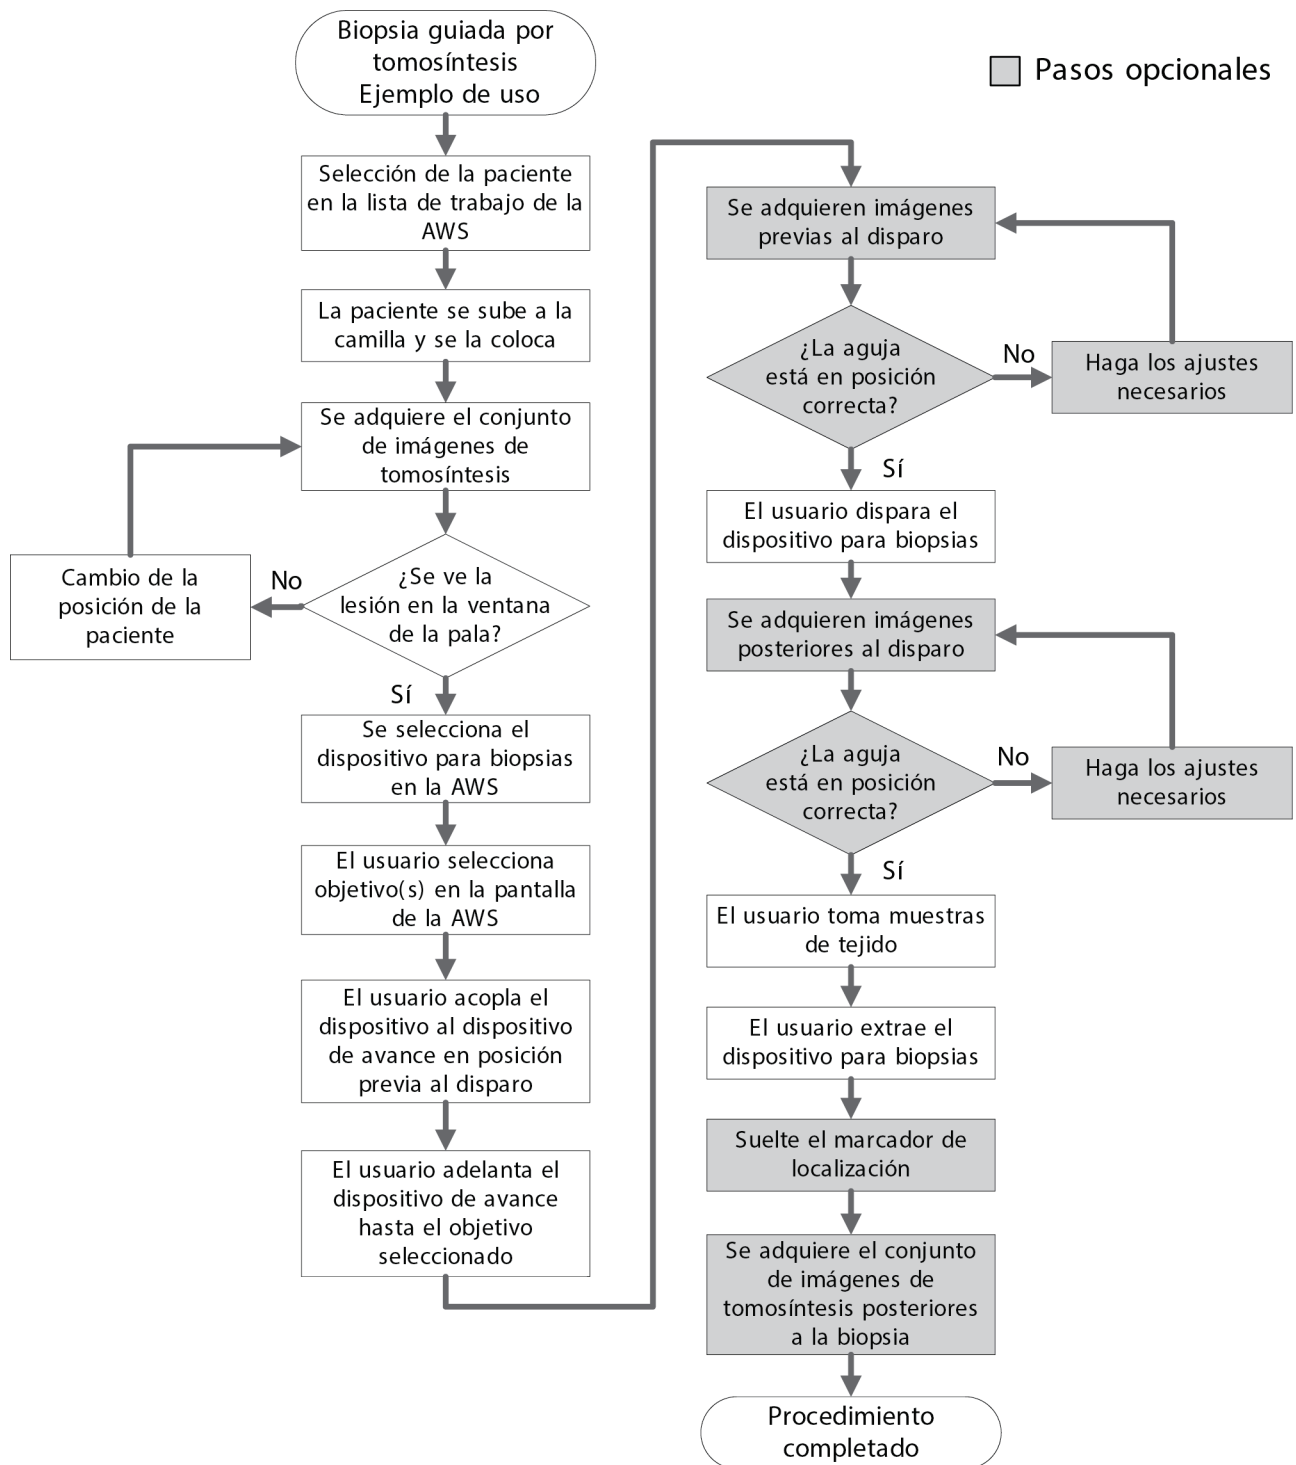 Biopsia guiada por
tomosíntesis
Ejemplo de uso
Pasos opcionales
Selección de la paciente
en la lista de trabajo de la
AWS
La paciente se sube a la
camilla y se la coloca
Se adquiere el conjunto
de imágenes de
tomosíntesis
Cambio de la
posición de la
paciente
No
¿Se ve la
lesión en la ventana
de la pala?
Sí
Se selecciona el
dispositivo para biopsias
en la AWS
El usuario selecciona
objetivo(s) en la pantalla
de la AWS
El usuario acopla el
dispositivo al dispositivo
de avance en posición
previa al disparo
El usuario adelanta el
dispositivo de avance
hasta el objetivo
seleccionado
Se adquieren imágenes
previas al disparo
¿La aguja
está en posición
correcta?
No
Haga los ajustes
necesarios
Sí
El usuario dispara el
dispositivo para biopsias
Se adquieren imágenes
posteriores al disparo
¿La aguja
está en posición
correcta?
No
Haga los ajustes
necesarios
Sí
El usuario toma muestras
de tejido
El usuario extrae el
dispositivo para biopsias
Suelte el marcador de
localización
Se adquiere el conjunto
de imágenes de
tomosíntesis posteriores
a la biopsia
Procedimiento
completado